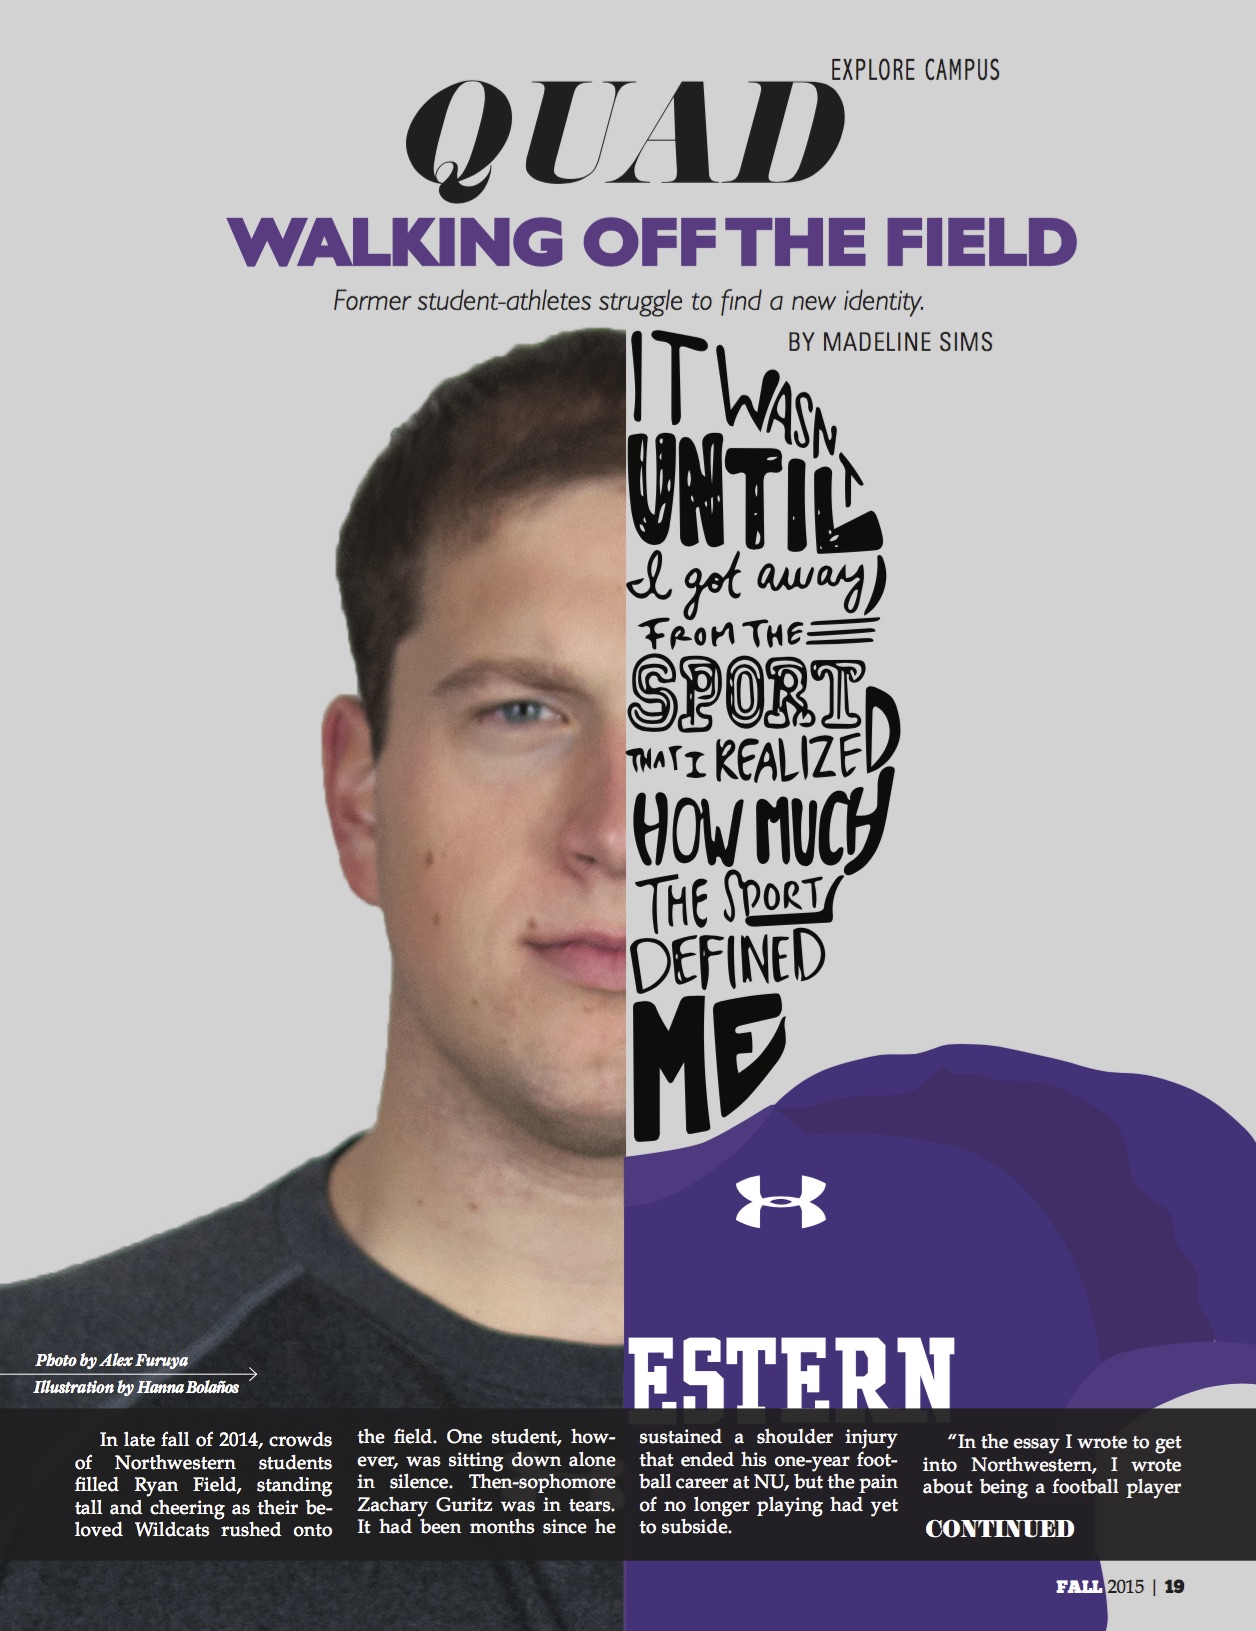 EXPLORE CAMPUS
QUAD
WALKING OFF THE FIELD
Former student-athletes struggle to find a new identity.
BY MADELINE SIMS
IT WASN'T
UNTIL
I got away
FROM THE
SPORT
THAT I REALIZED
HOW MUCH
THE SPORT
DEFINED
ME
ESTERN
Photo by Alex Furuya
Illustration by Hanna Bolaños
In late fall of 2014, crowds
of Northwestern students
filled Ryan Field, standing
tall and cheering as their be-
loved Wildcats rushed onto
the field. One student, how-
ever, was sitting down alone
in silence. Then-sophomore
Zachary Guritz was in tears.
It had been months since he
sustained a shoulder injury
that ended his one-year foot-
ball career at NU, but the pain
of no longer playing had yet
to subside.
“In the essay I wrote to get
into Northwestern, I wrote
about being a football player
CONTINUED
FALL 2015 | 19